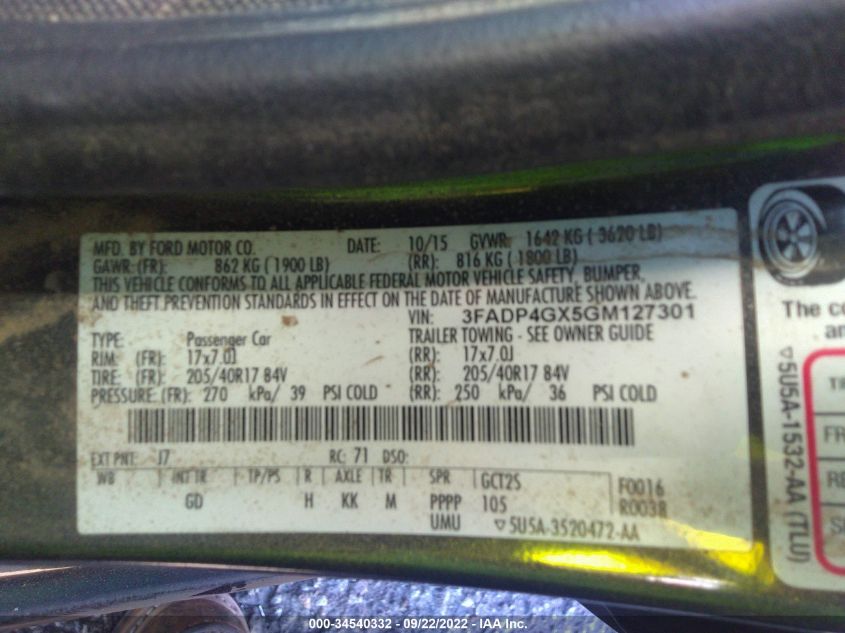 MFD. BY FORD MOTOR CO. DATE: 10/15 GVWR: 1642 KG ( 3620 LB)
GAWR: (FR): 862 KG ( 1900 LB) (RR): 816 KG ( 1800 LB)
THIS VEHICLE CONFORMS TO ALL APPLICABLE FEDERAL MOTOR VEHICLE SAFETY, BUMPER,
AND THEFT PREVENTION STANDARDS IN EFFECT ON THE DATE OF MANUFACTURE SHOWN ABOVE.
VIN: 3FADP4GX5GM127301
TYPE: Passenger Car TRAILER TOWING - SEE OWNER GUIDE
RIM: (FR): 17x7.0J (RR): 17x7.0J
TIRE: (FR): 205/40R17 84V (RR): 205/40R17 84V
PRESSURE: (FR): 270 kPa/ 39 PSI COLD (RR): 250 kPa/ 36 PSI COLD
EXT PNT: J7 RC: 71 DSO:
WB INT TR TP/PS R AXLE TR SPR GCT2S F0016
GD H KK M PPPP 105 R0038
UMU ▽5U5A-3520472-AA
▽5U5A-1532-AA (TLU)
The co
an
TI
FR
RE
000-34540332 - 09/22/2022 - IAA Inc.